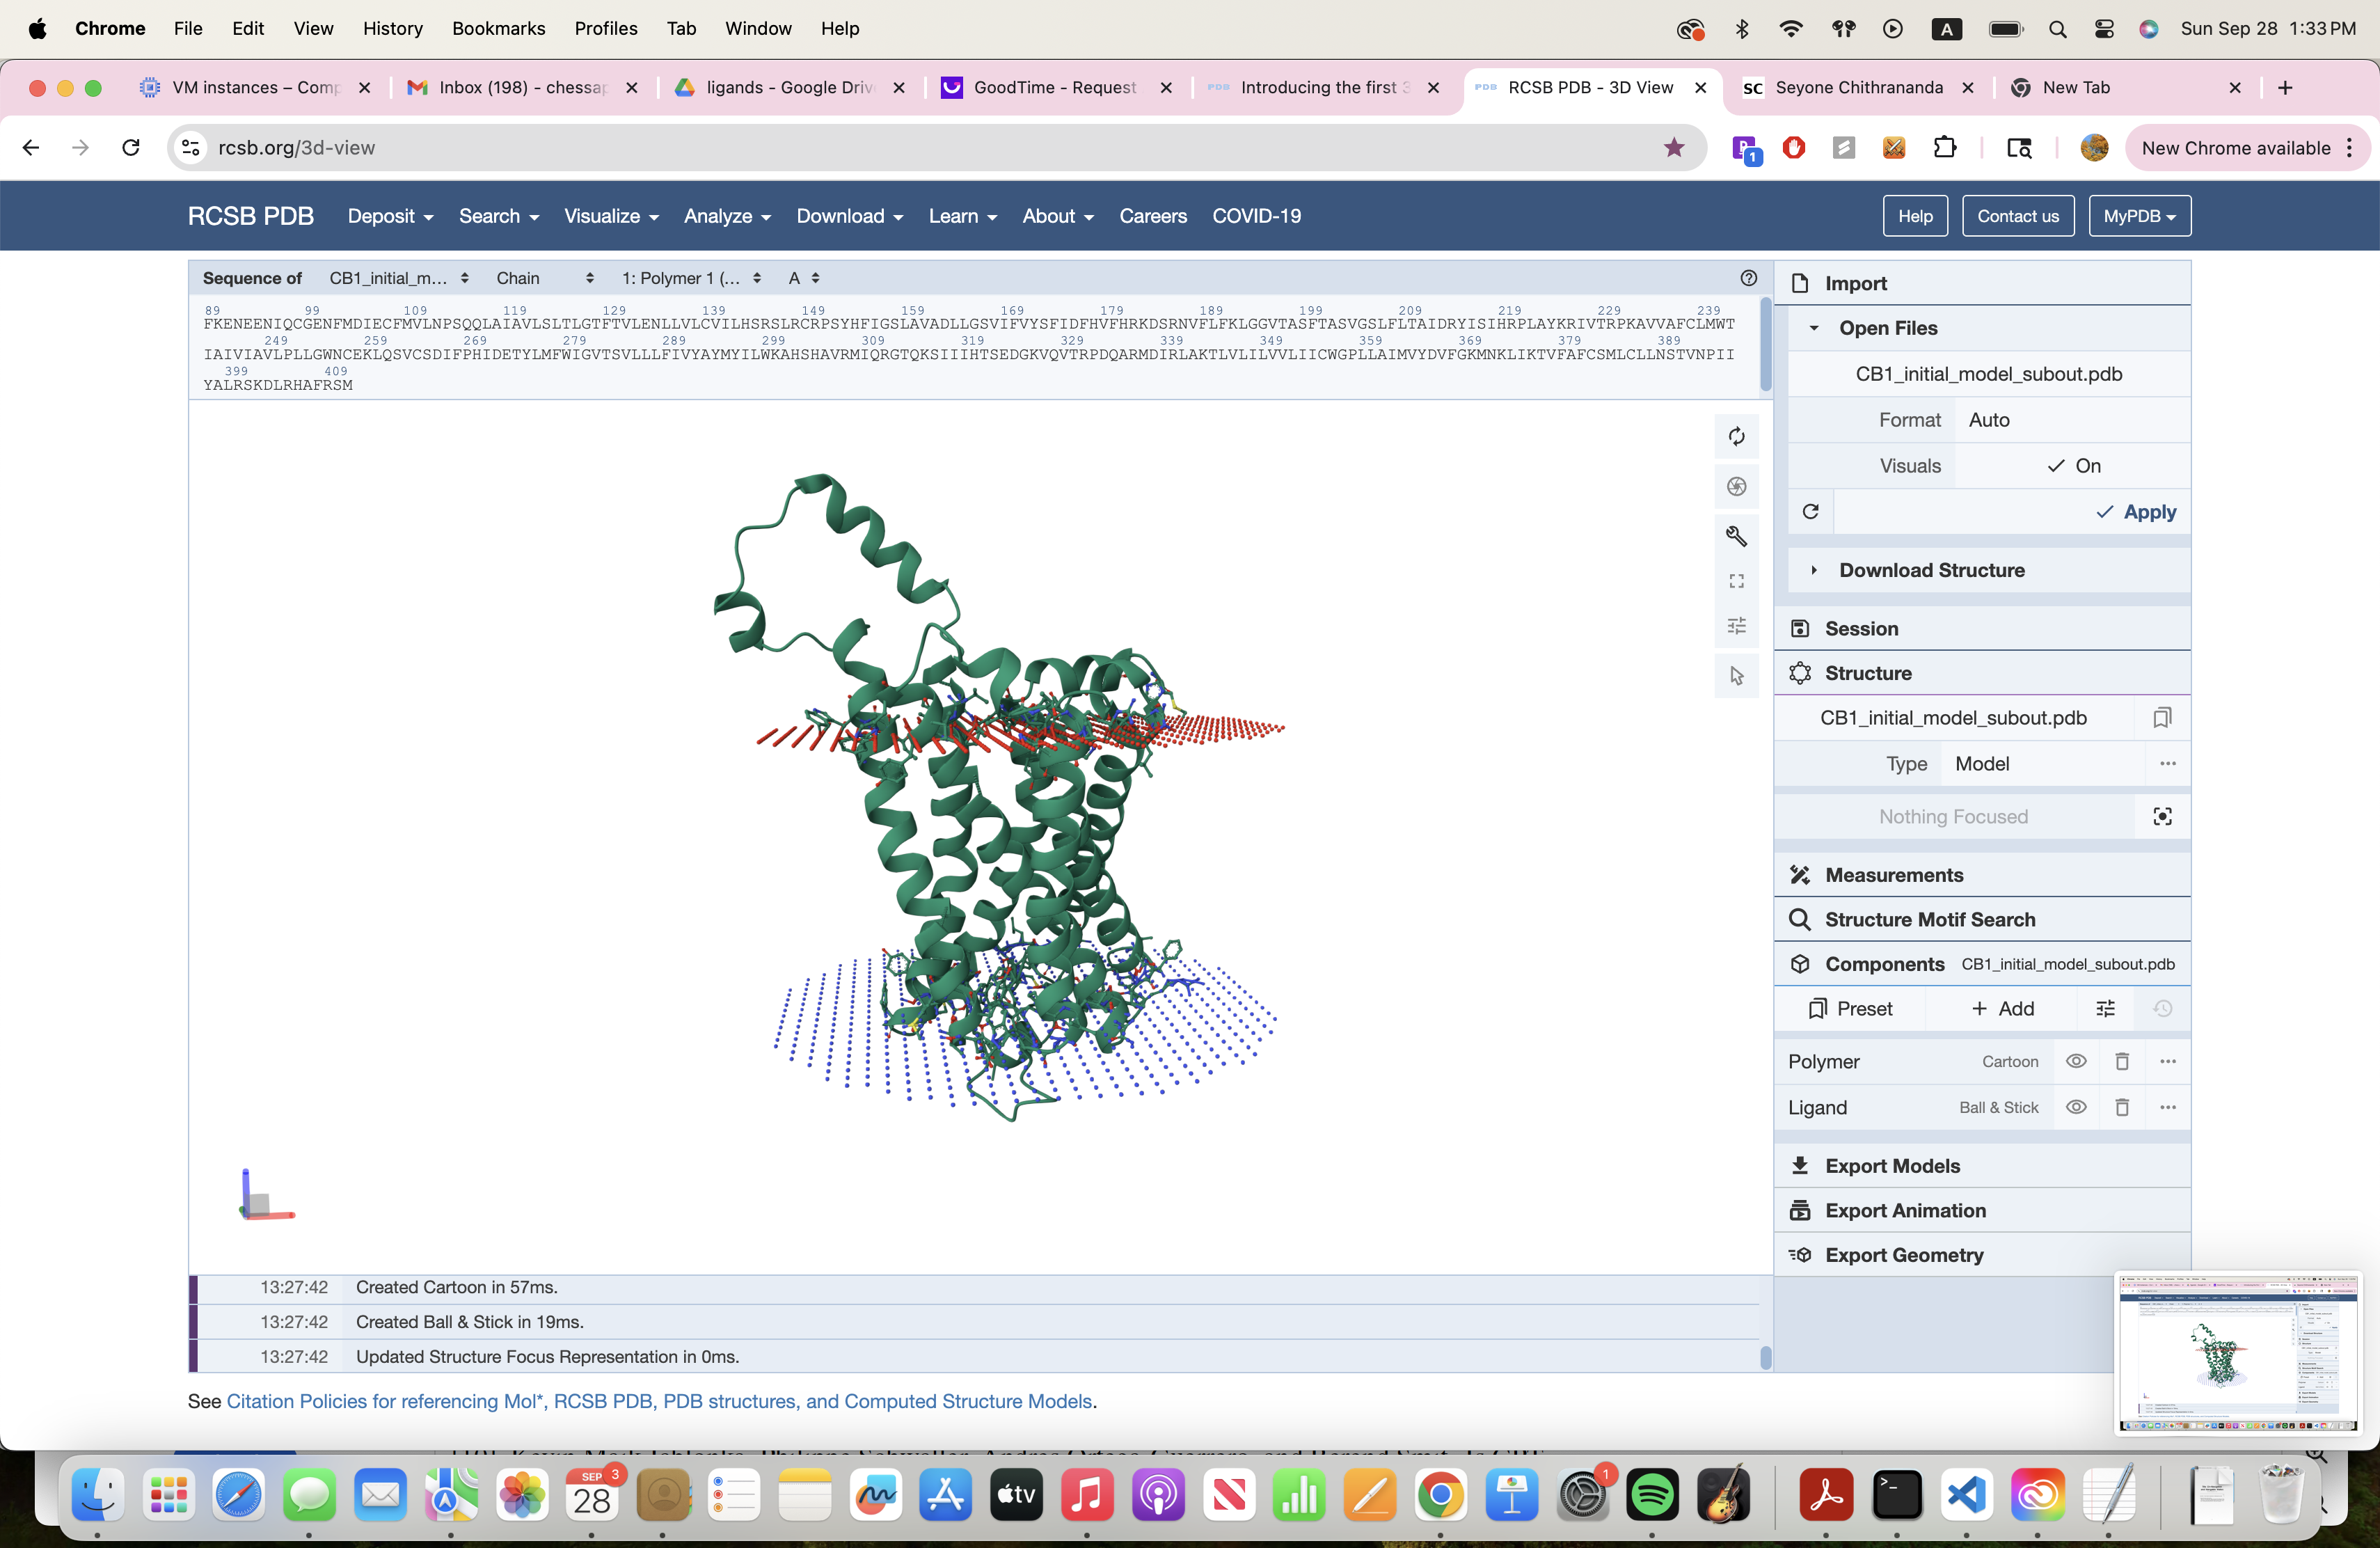 Chrome File Edit View History Bookmarks Profiles Tab Window Help A Sun Sep 28 1:33 PM
VM instances – Comp Inbox (198) - chessap ligands - Google Driv GoodTime - Request PDB Introducing the first 3 PDB RCSB PDB - 3D View SC Seyone Chithrananda New Tab
rcsb.org/3d-view 1 New Chrome available
RCSB PDB Deposit Search Visualize Analyze Download Learn About Careers COVID-19 Help Contact us MyPDB
Sequence of CB1_initial_m... Chain 1: Polymer 1 (... A
89 99 109 119 129 139 149 159 169 179 189 199 209 219 229 239
FKENEENIQCGENFMDIECFMVLNPSQQLAIAVLSLTLGTFTVLENLLVLCVILHSRSLRCRPSYHFIGSLAVADLLGSVIFVYSFIDFHVFHRKDSRNVFLFKLGGVTASFTASVGSLFLTAIDRYISIHRPLAYKRIVTRPKAVVAFCLMWT
249 259 269 279 289 299 309 319 329 339 349 359 379 389
IAIVIAVLPLLGWNCEKLQSVCSDIFPHIDETYLMFWIGVTSVLLLFIVYAYMYILWKAHSHAVRMIQRGTQKSIIIHTSEDGKVQVTRPDQARMDIRLAKTLVLILVVLIICWGPLLAIMVYDVFGKMNKLIKTVFAFCSMLCLLNSTVNPII
399 409
YALRSKDLRHAFRSM
Import
Open Files
CB1_initial_model_subout.pdb
Format Auto
Visuals On
Apply
Download Structure
Session
Structure
CB1_initial_model_subout.pdb
Type Model
Nothing Focused
Measurements
Structure Motif Search
Components CB1_initial_model_subout.pdb
Preset Add
Polymer Cartoon
Ligand Ball & Stick
Export Models
Export Animation
Export Geometry
13:27:42 Created Cartoon in 57ms.
13:27:42 Created Ball & Stick in 19ms.
13:27:42 Updated Structure Focus Representation in 0ms.
See Citation Policies for referencing Mol*, RCSB PDB, PDB structures, and Computed Structure Models.
SEP 3
28
tv
1